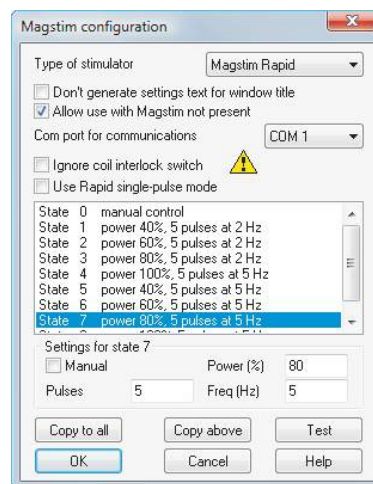 Magstim configuration
Type of stimulator Magstim Rapid
Don't generate settings text for window title
Allow use with Magstim not present
Com port for communications COM 1
Ignore coil interlock switch
Use Rapid single-pulse mode
State 0 manual control
State 1 power 40%, 5 pulses at 2 Hz
State 2 power 60%, 5 pulses at 2 Hz
State 3 power 80%, 5 pulses at 2 Hz
State 4 power 100%, 5 pulses at 5 Hz
State 5 power 40%, 5 pulses at 5 Hz
State 6 power 60%, 5 pulses at 5 Hz
State 7 power 80%, 5 pulses at 5 Hz
Settings for state 7
Manual Power (%) 80
Pulses 5 Freq (Hz) 5
Copy to all Copy above Test
OK Cancel Help